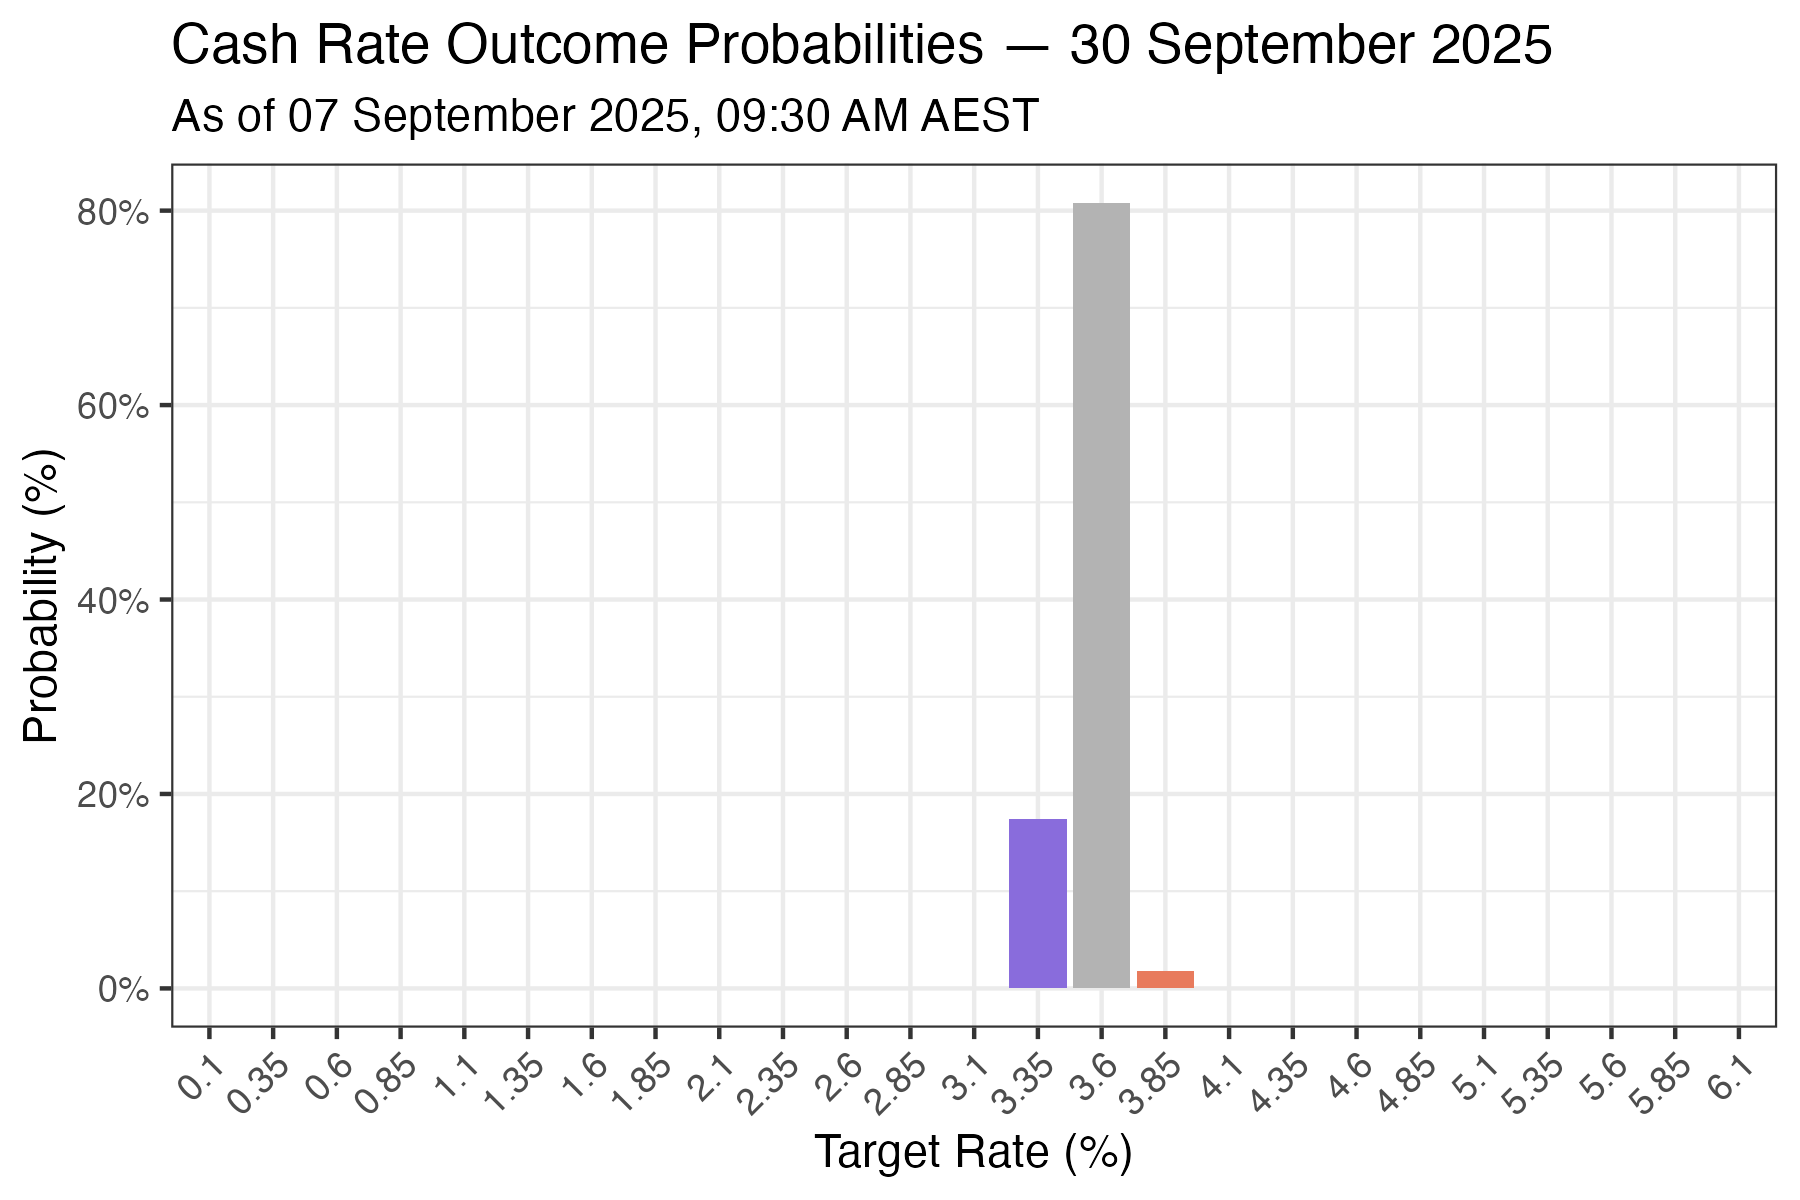 Cash Rate Outcome Probabilities — 30 September 2025
As of 07 September 2025, 09:30 AM AEST
Probability (%)
80%
60%
40%
20%
0%
0.1 0.35 0.6 0.85 1.1 1.35 1.6 1.85 2.1 2.35 2.6 2.85 3.1 3.35 3.6 3.85 4.1 4.35 4.6 4.85 5.1 5.35 5.6 5.85 6.1
Target Rate (%)